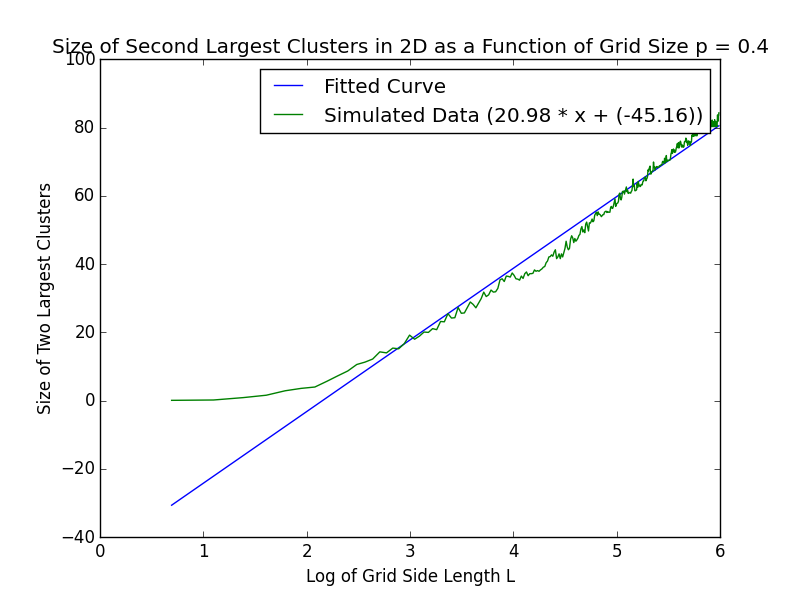 Size of Second Largest Clusters in 2D as a Function of Grid Size p = 0.4
Fitted Curve
Simulated Data (20.98 * x + (-45.16))
100
80
60
40
20
0
−20
−40
Size of Two Largest Clusters
0 1 2 3 4 5 6
Log of Grid Side Length L